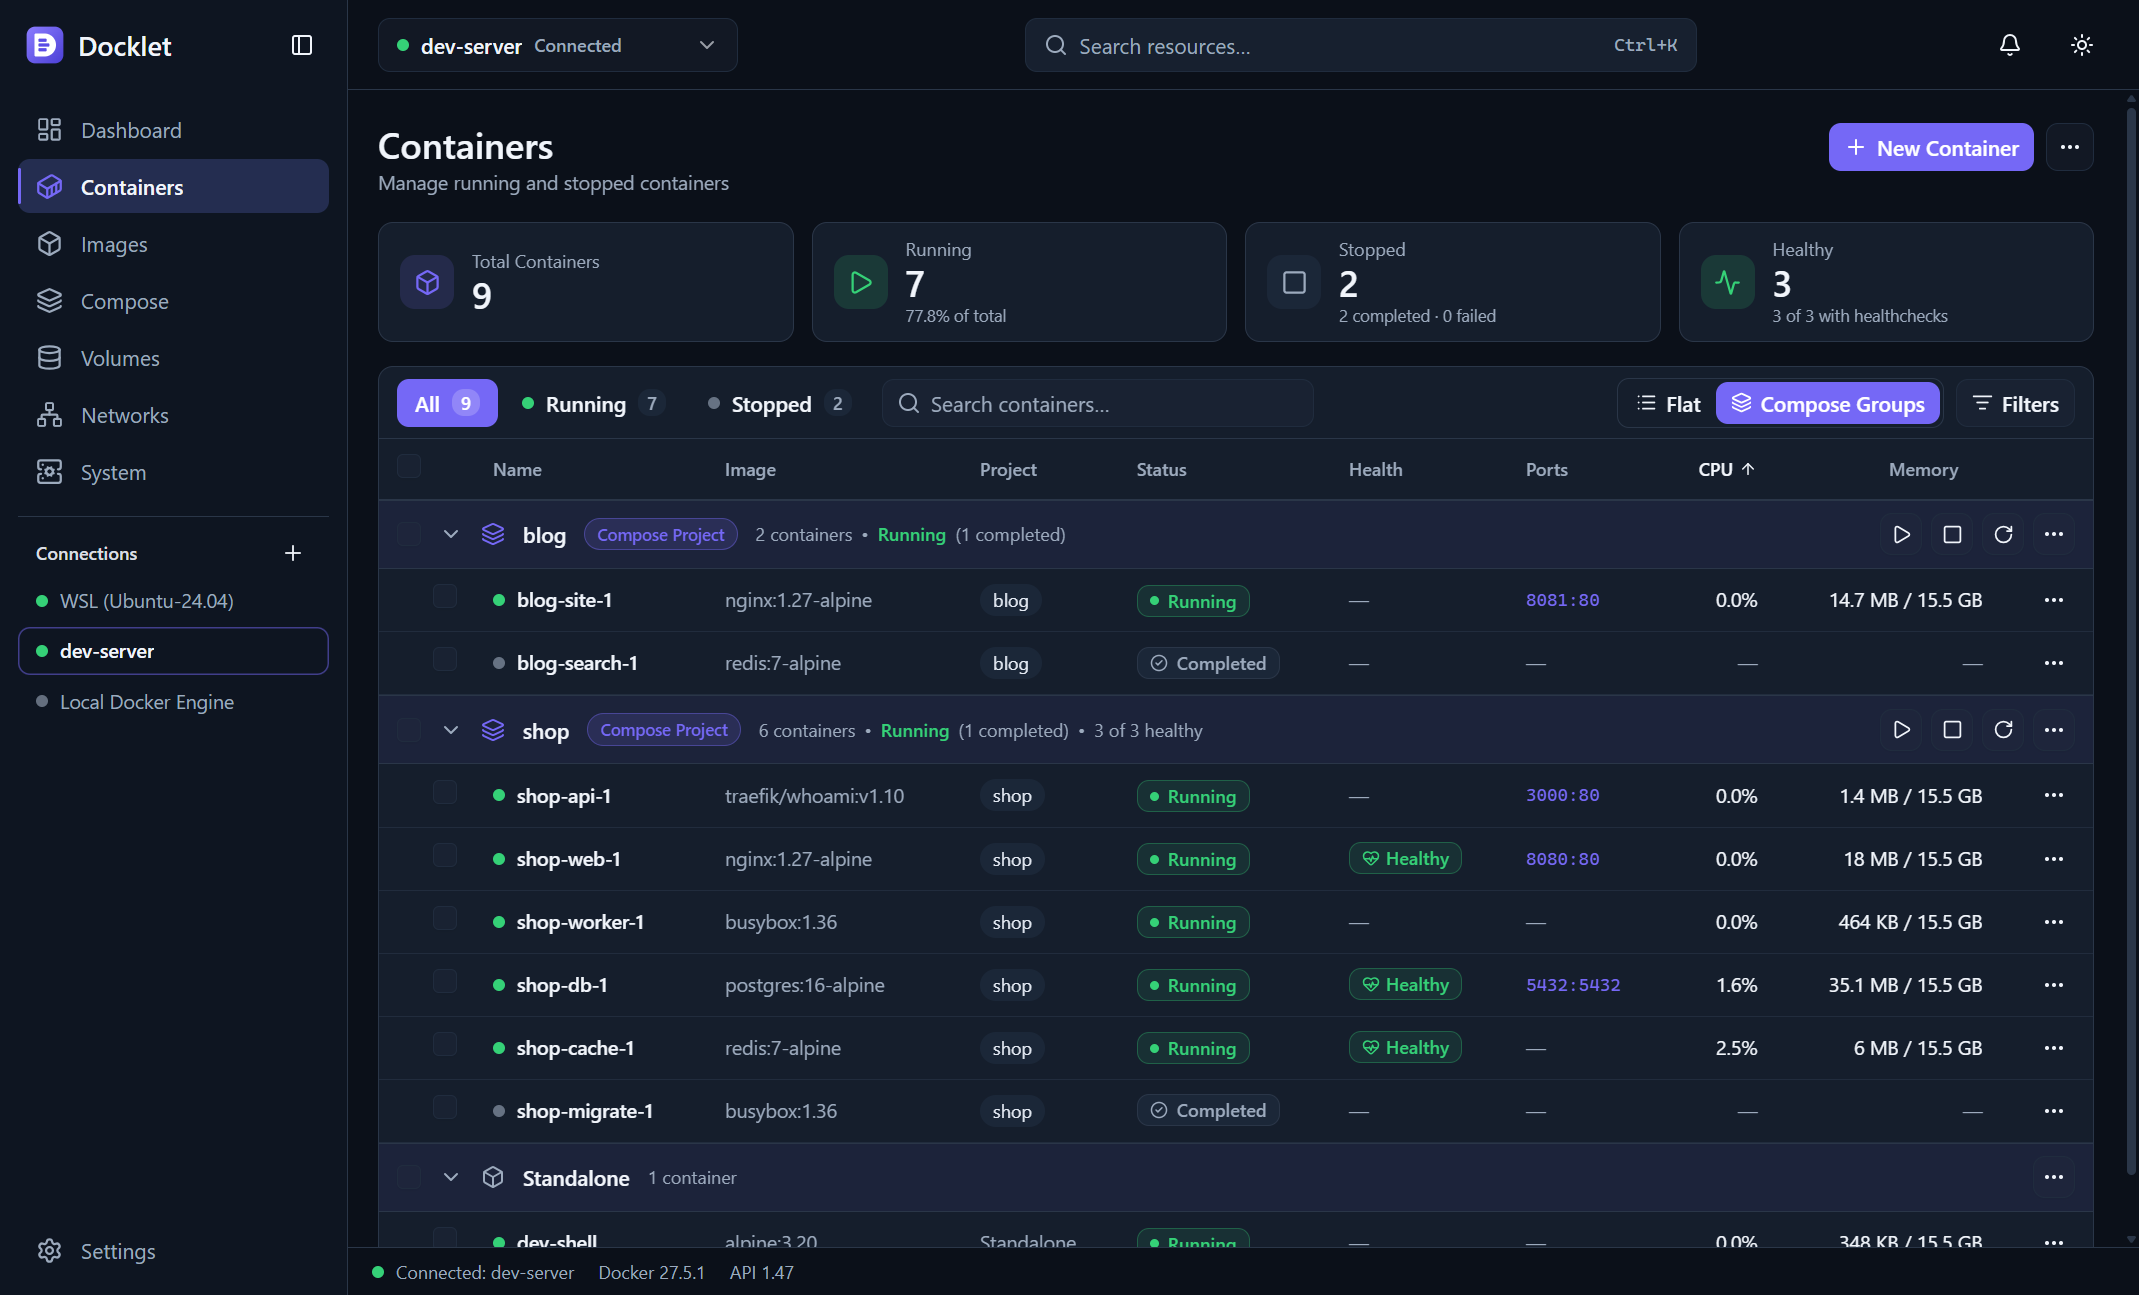 Docklet
dev-server Connected
Search resources... Ctrl+K
Dashboard
Containers
Images
Compose
Volumes
Networks
System
Connections
WSL (Ubuntu-24.04)
dev-server
Local Docker Engine
Settings
Containers
Manage running and stopped containers
New Container
Total Containers
9
Running
7
77.8% of total
Stopped
2
2 completed · 0 failed
Healthy
3
3 of 3 with healthchecks
All 9 Running 7 Stopped 2 Search containers... Flat Compose Groups Filters
Name Image Project Status Health Ports CPU ↑ Memory
blog Compose Project 2 containers • Running (1 completed)
blog-site-1 nginx:1.27-alpine blog Running — 8081:80 0.0% 14.7 MB / 15.5 GB
blog-search-1 redis:7-alpine blog Completed — — — —
shop Compose Project 6 containers • Running (1 completed) • 3 of 3 healthy
shop-api-1 traefik/whoami:v1.10 shop Running — 3000:80 0.0% 1.4 MB / 15.5 GB
shop-web-1 nginx:1.27-alpine shop Running Healthy 8080:80 0.0% 18 MB / 15.5 GB
shop-worker-1 busybox:1.36 shop Running — — 0.0% 464 KB / 15.5 GB
shop-db-1 postgres:16-alpine shop Running Healthy 5432:5432 1.6% 35.1 MB / 15.5 GB
shop-cache-1 redis:7-alpine shop Running Healthy — 2.5% 6 MB / 15.5 GB
shop-migrate-1 busybox:1.36 shop Completed — — — —
Standalone 1 container
dev-shell alpine:3.20 Standalone Running — — 0.0% 348 KB / 15.5 GB
Connected: dev-server Docker 27.5.1 API 1.47